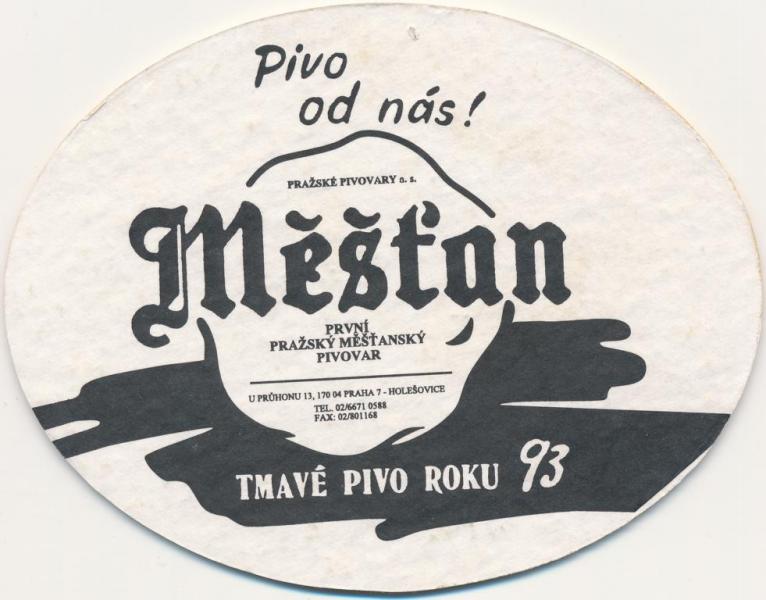 Pivo
od nás!
PRAŽSKÉ PIVOVARY a. s.
Měšťan
PRVNÍ
PRAŽSKÝ MĚŠŤANSKÝ
PIVOVAR
U PRŮHONU 13, 170 04 PRAHA 7 - HOLEŠOVICE
TEL. 02/6671 0588
FAX: 02/801168
TMAVÉ PIVO ROKU 93